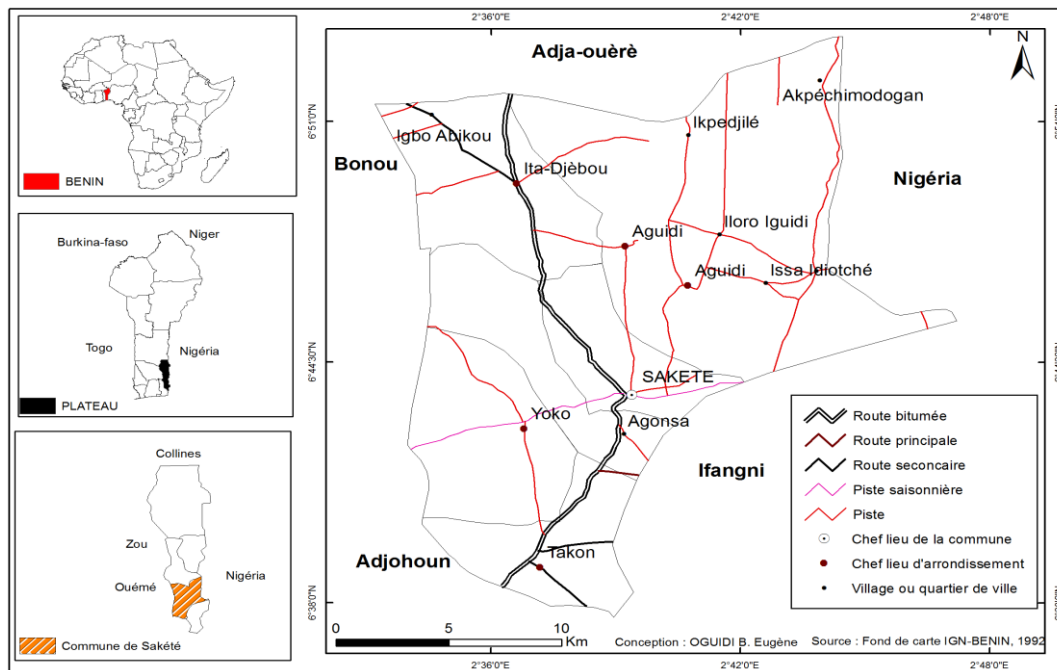 BENIN
Burkina-faso
Niger
Togo
Nigéria
PLATEAU
Collines
Zou
Ouémé
Nigéria
Commune de Sakété
2°36'0"E
2°42'0"E
2°48'0"E
N
Adja-ouèrè
Akpéchimodogan
6°51'0"N
Ikpedjilé
Igbo Abikou
Bonou
Ita-Djèbou
Nigéria
Iloro Iguidi
Aguidi
Aguidi
Issa Idiotché
6°44'30"N
SAKETE
Yoko
Agonsa
Ifangni
Adjohoun
Takon
6°38'0"N
Route bitumée
Route principale
Route seconcaire
Piste saisonnière
Piste
Chef lieu de la commune
Chef lieu d'arrondissement
Village ou quartier de ville
0 5 10
Km
Conception : OGUIDI B. Eugène Source : Fond de carte IGN-BENIN, 1992
2°36'0"E
2°42'0"E
2°48'0"E